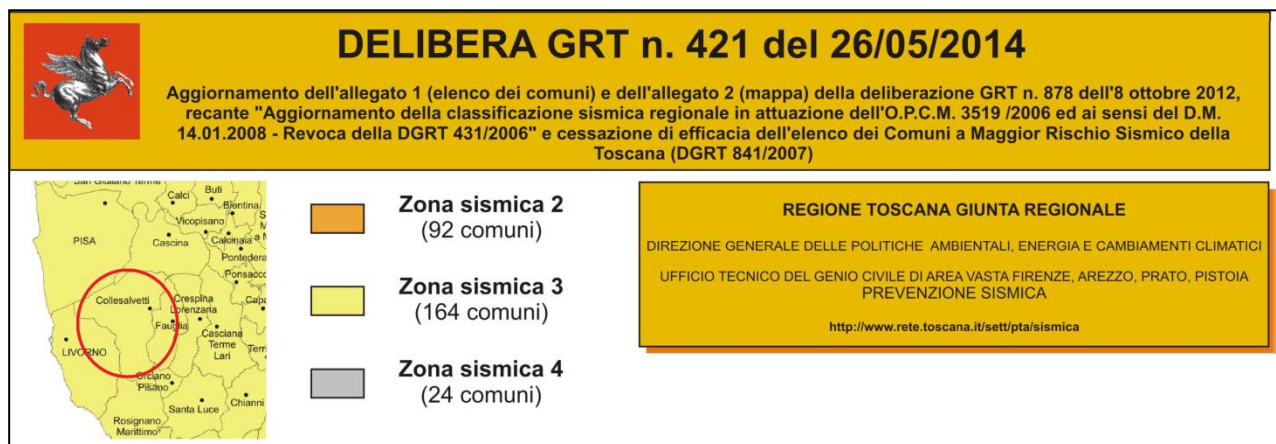 DELIBERA GRT n. 421 del 26/05/2014
Aggiornamento dell'allegato 1 (elenco dei comuni) e dell'allegato 2 (mappa) della deliberazione GRT n. 878 dell'8 ottobre 2012,
recante "Aggiornamento della classificazione sismica regionale in attuazione dell'O.P.C.M. 3519 /2006 ed ai sensi del D.M.
14.01.2008 - Revoca della DGRT 431/2006" e cessazione di efficacia dell'elenco dei Comuni a Maggior Rischio Sismico della
Toscana (DGRT 841/2007)
San Giuliano Terme
Calci
Buti
Bientina
Vicopisano
PISA
Cascina
Calcinaia
Pontedera
Ponsacco
Collesalvetti
Crespina
Lorenzana
Fauglia
Casciana
Terme
Lari
LIVORNO
Orciano
Pisano
Santa Luce
Chianni
Rosignano
Marittimo
Zona sismica 2
(92 comuni)
Zona sismica 3
(164 comuni)
Zona sismica 4
(24 comuni)
REGIONE TOSCANA GIUNTA REGIONALE
DIREZIONE GENERALE DELLE POLITICHE AMBIENTALI, ENERGIA E CAMBIAMENTI CLIMATICI
UFFICIO TECNICO DEL GENIO CIVILE DI AREA VASTA FIRENZE, AREZZO, PRATO, PISTOIA
PREVENZIONE SISMICA
http://www.rete.toscana.it/sett/pta/sismica